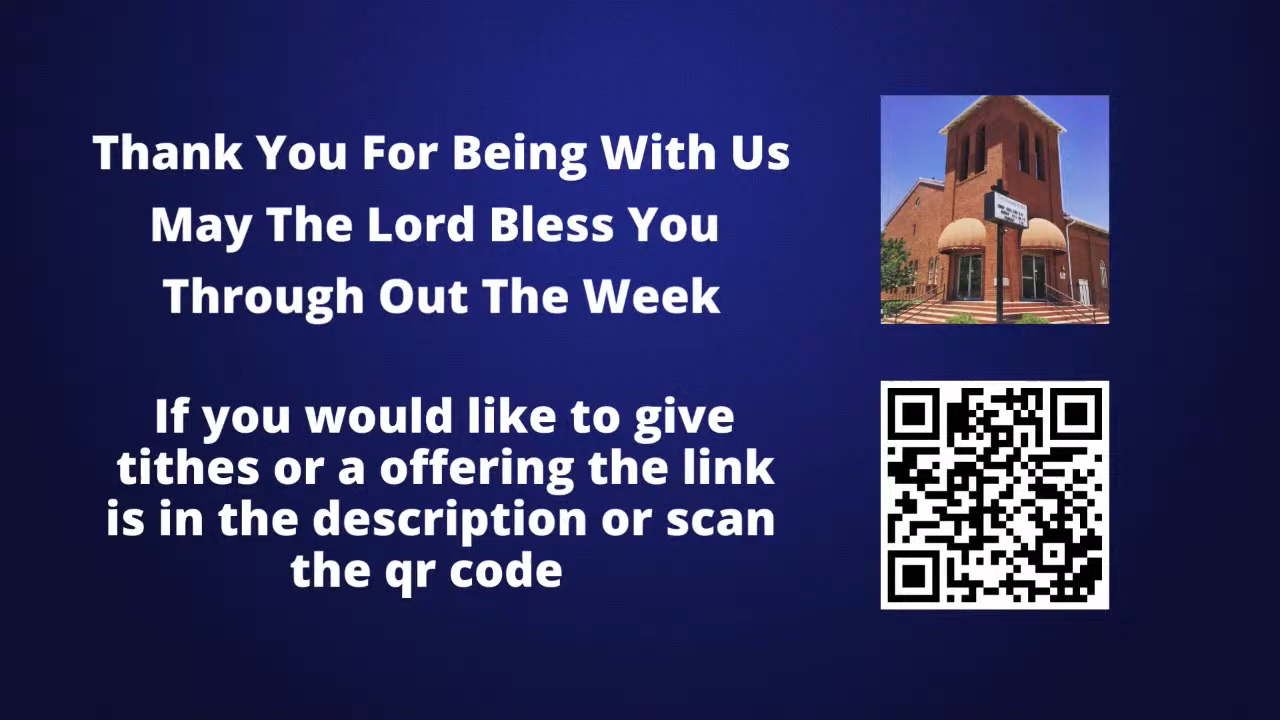 Thank You For Being With Us
May The Lord Bless You
Through Out The Week
If you would like to give
tithes or a offering the link
is in the description or scan
the qr code